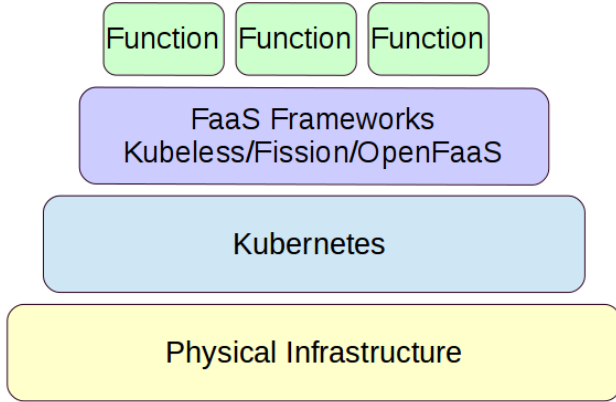 Function Function Function
FaaS Frameworks
Kubeless/Fission/OpenFaaS
Kubernetes
Physical Infrastructure